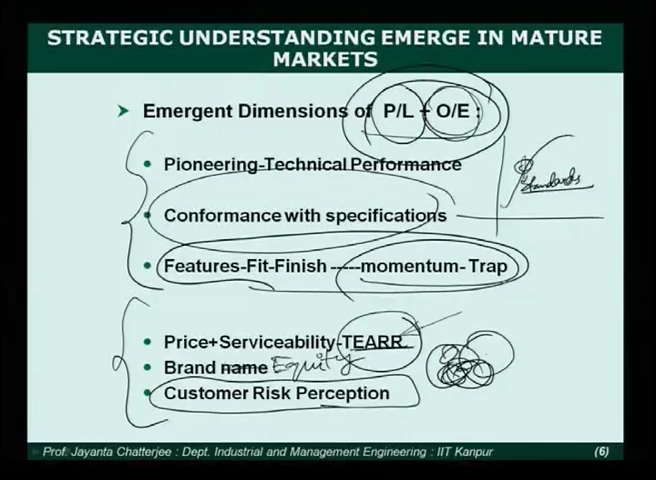 STRATEGIC UNDERSTANDING EMERGE IN MATURE
MARKETS
Emergent Dimensions of P/L + O/E :
Pioneering-Technical Performance
Standards
Conformance with specifications
Features-Fit-Finish -----momentum- Trap
Price+Serviceability-TEARR
Brand name Equity
Customer Risk Perception
Prof. Jayanta Chatterjee : Dept. Industrial and Management Engineering : IIT Kanpur (6)